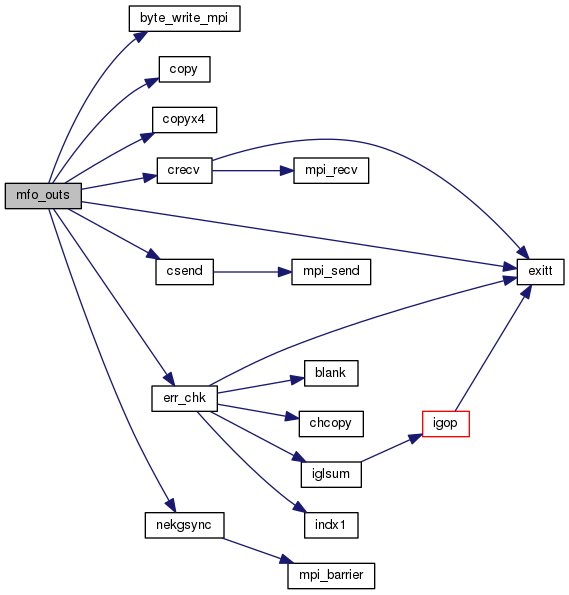 byte_write_mpi
copy
copyx4
crecv
mpi_recv
mfo_outs
csend
mpi_send
exitt
err_chk
blank
chcopy
igop
iglsum
nekgsync
indx1
mpi_barrier